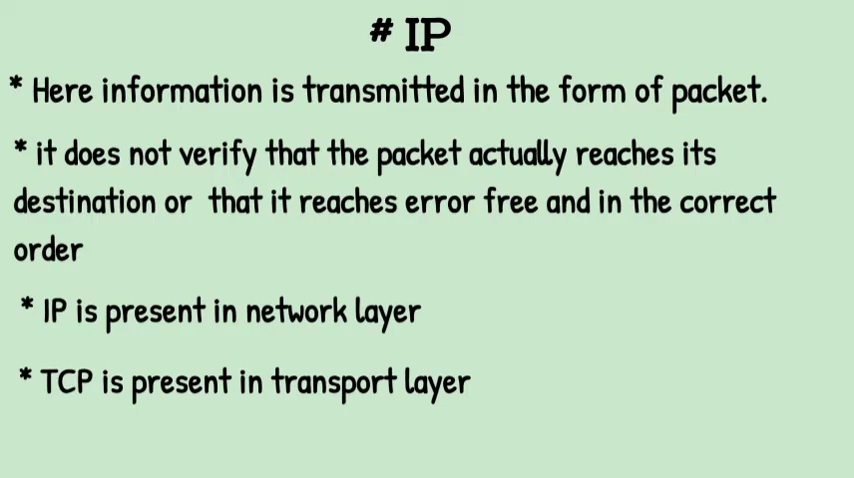 # IP
* Here information is transmitted in the form of packet.
* it does not verify that the packet actually reaches its
destination or that it reaches error free and in the correct
order
* IP is present in network layer
* TCP is present in transport layer